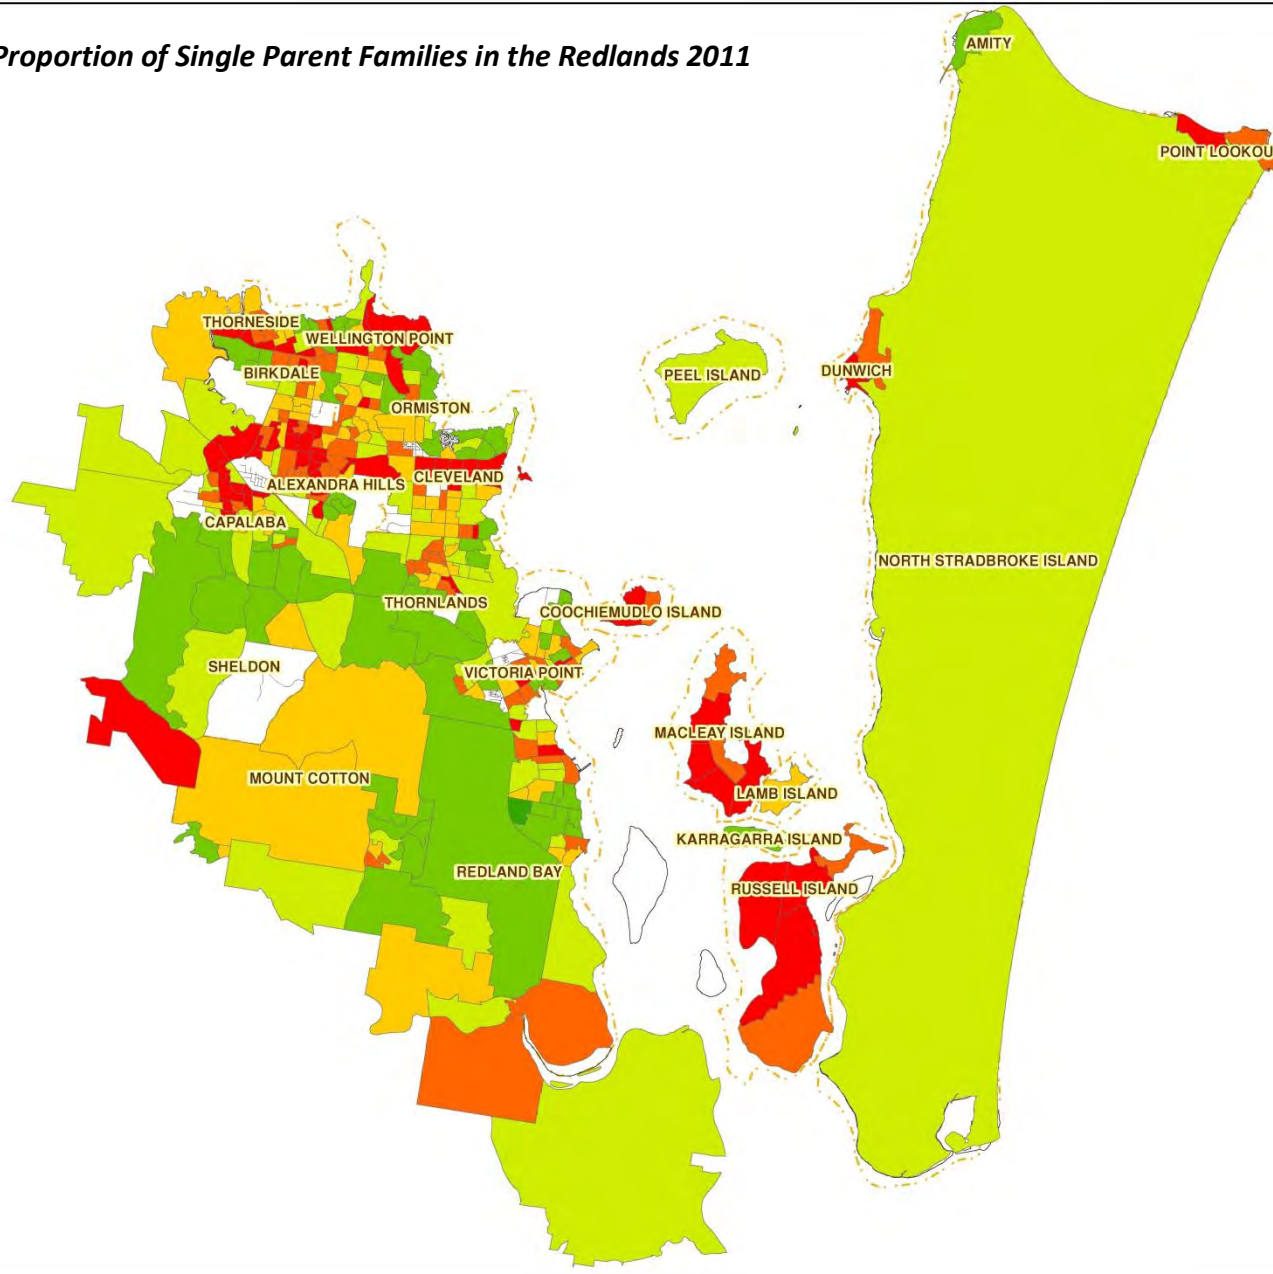 Proportion of Single Parent Families in the Redlands 2011
AMITY
POINT LOOKOU
THORNESIDE
WELLINGTON POINT
BIRKDALE
PEEL ISLAND
DUNWICH
ORMISTON
ALEXANDRA HILLS
CLEVELAND
CAPALABA
NORTH STRADBROKE ISLAND
THORNLANDS
COOCHIEMUDLO ISLAND
SHELDON
VICTORIA POINT
MACLEAY ISLAND
MOUNT COTTON
LAMB ISLAND
KARRAGARRA ISLAND
REDLAND BAY
RUSSELL ISLAND